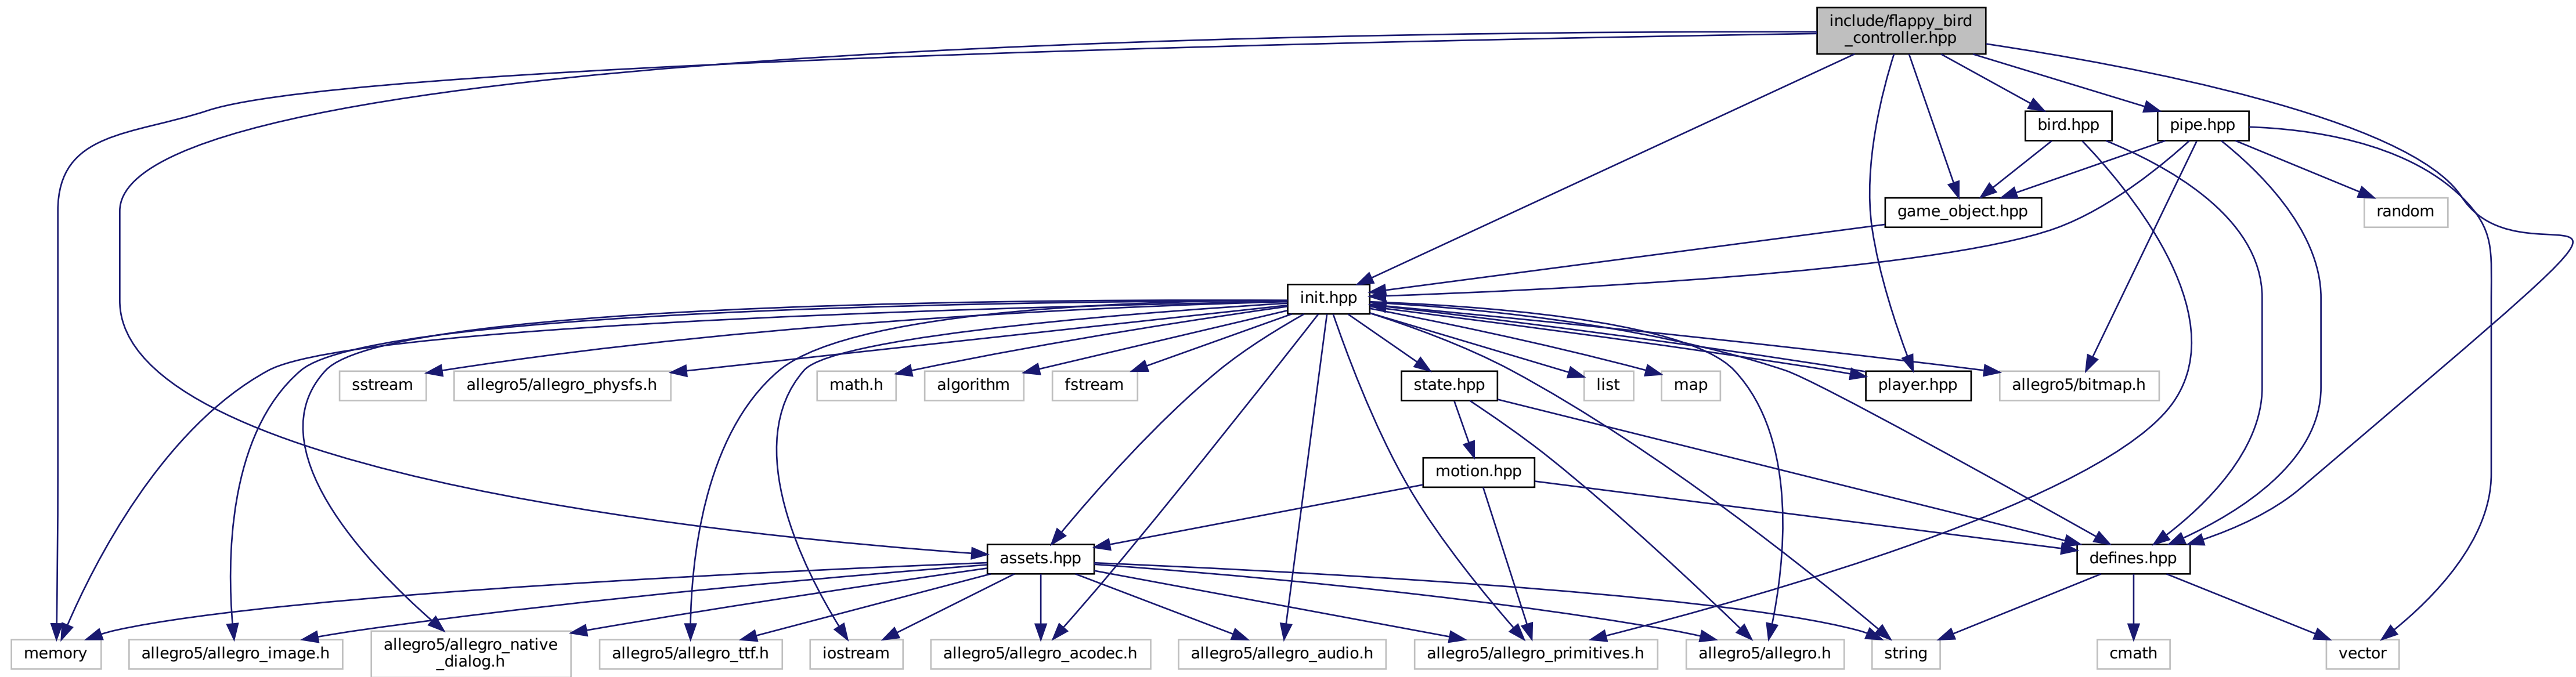 include/flappy_bird
_controller.hpp
bird.hpp
pipe.hpp
game_object.hpp
random
init.hpp
sstream
allegro5/allegro_physfs.h
math.h
algorithm
fstream
state.hpp
list
map
player.hpp
allegro5/bitmap.h
motion.hpp
assets.hpp
defines.hpp
memory
allegro5/allegro_image.h
allegro5/allegro_native
_dialog.h
allegro5/allegro_ttf.h
iostream
allegro5/allegro_acodec.h
allegro5/allegro_audio.h
allegro5/allegro_primitives.h
allegro5/allegro.h
string
cmath
vector